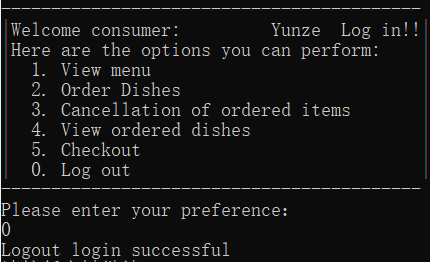 ------------------------------------------
|Welcome consumer:         Yunze  Log in!!|
|Here are the options you can perform:
|  1. View menu
|  2. Order Dishes
|  3. Cancellation of ordered items
|  4. View ordered dishes
|  5. Checkout
|  0. Log out
------------------------------------------
Please enter your preference:
0
Logout login successful